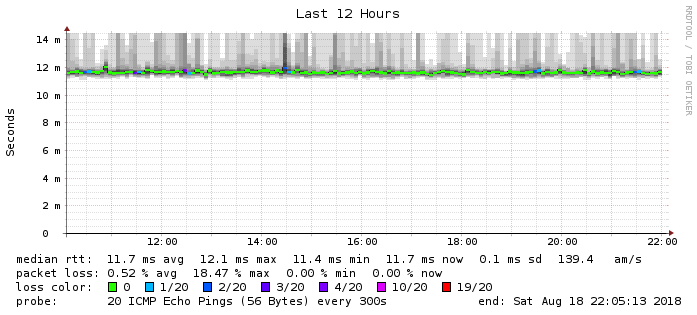 Last 12 Hours
RRDTOOL / TOBI OETIKER
Seconds
14 m
12 m
10 m
8 m
6 m
4 m
2 m
0
12:00 14:00 16:00 18:00 20:00 22:00
median rtt: 11.7 ms avg 12.1 ms max 11.4 ms min 11.7 ms now 0.1 ms sd 139.4 am/s
packet loss: 0.52 % avg 18.47 % max 0.00 % min 0.00 % now
loss color: 0 1/20 2/20 3/20 4/20 10/20 19/20
probe: 20 ICMP Echo Pings (56 Bytes) every 300s end: Sat Aug 18 22:05:13 2018